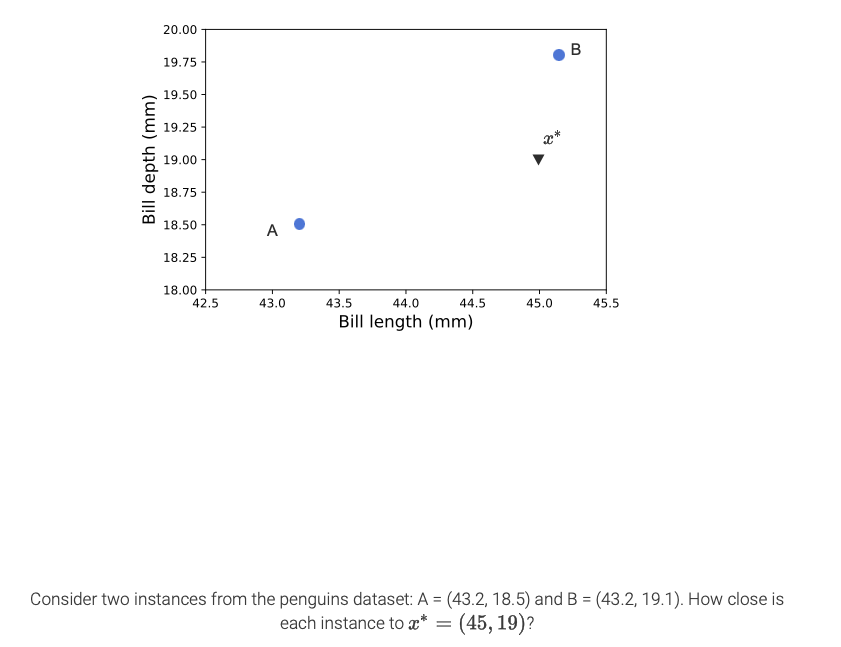 20.00
19.75
19.50
19.25
19.00
18.75
18.50
18.25
18.00
Bill depth (mm)
B
x*
A
42.5 43.0 43.5 44.0 44.5 45.0 45.5
Bill length (mm)
Consider two instances from the penguins dataset: A = (43.2, 18.5) and B = (43.2, 19.1). How close is
each instance to x* = (45, 19)?